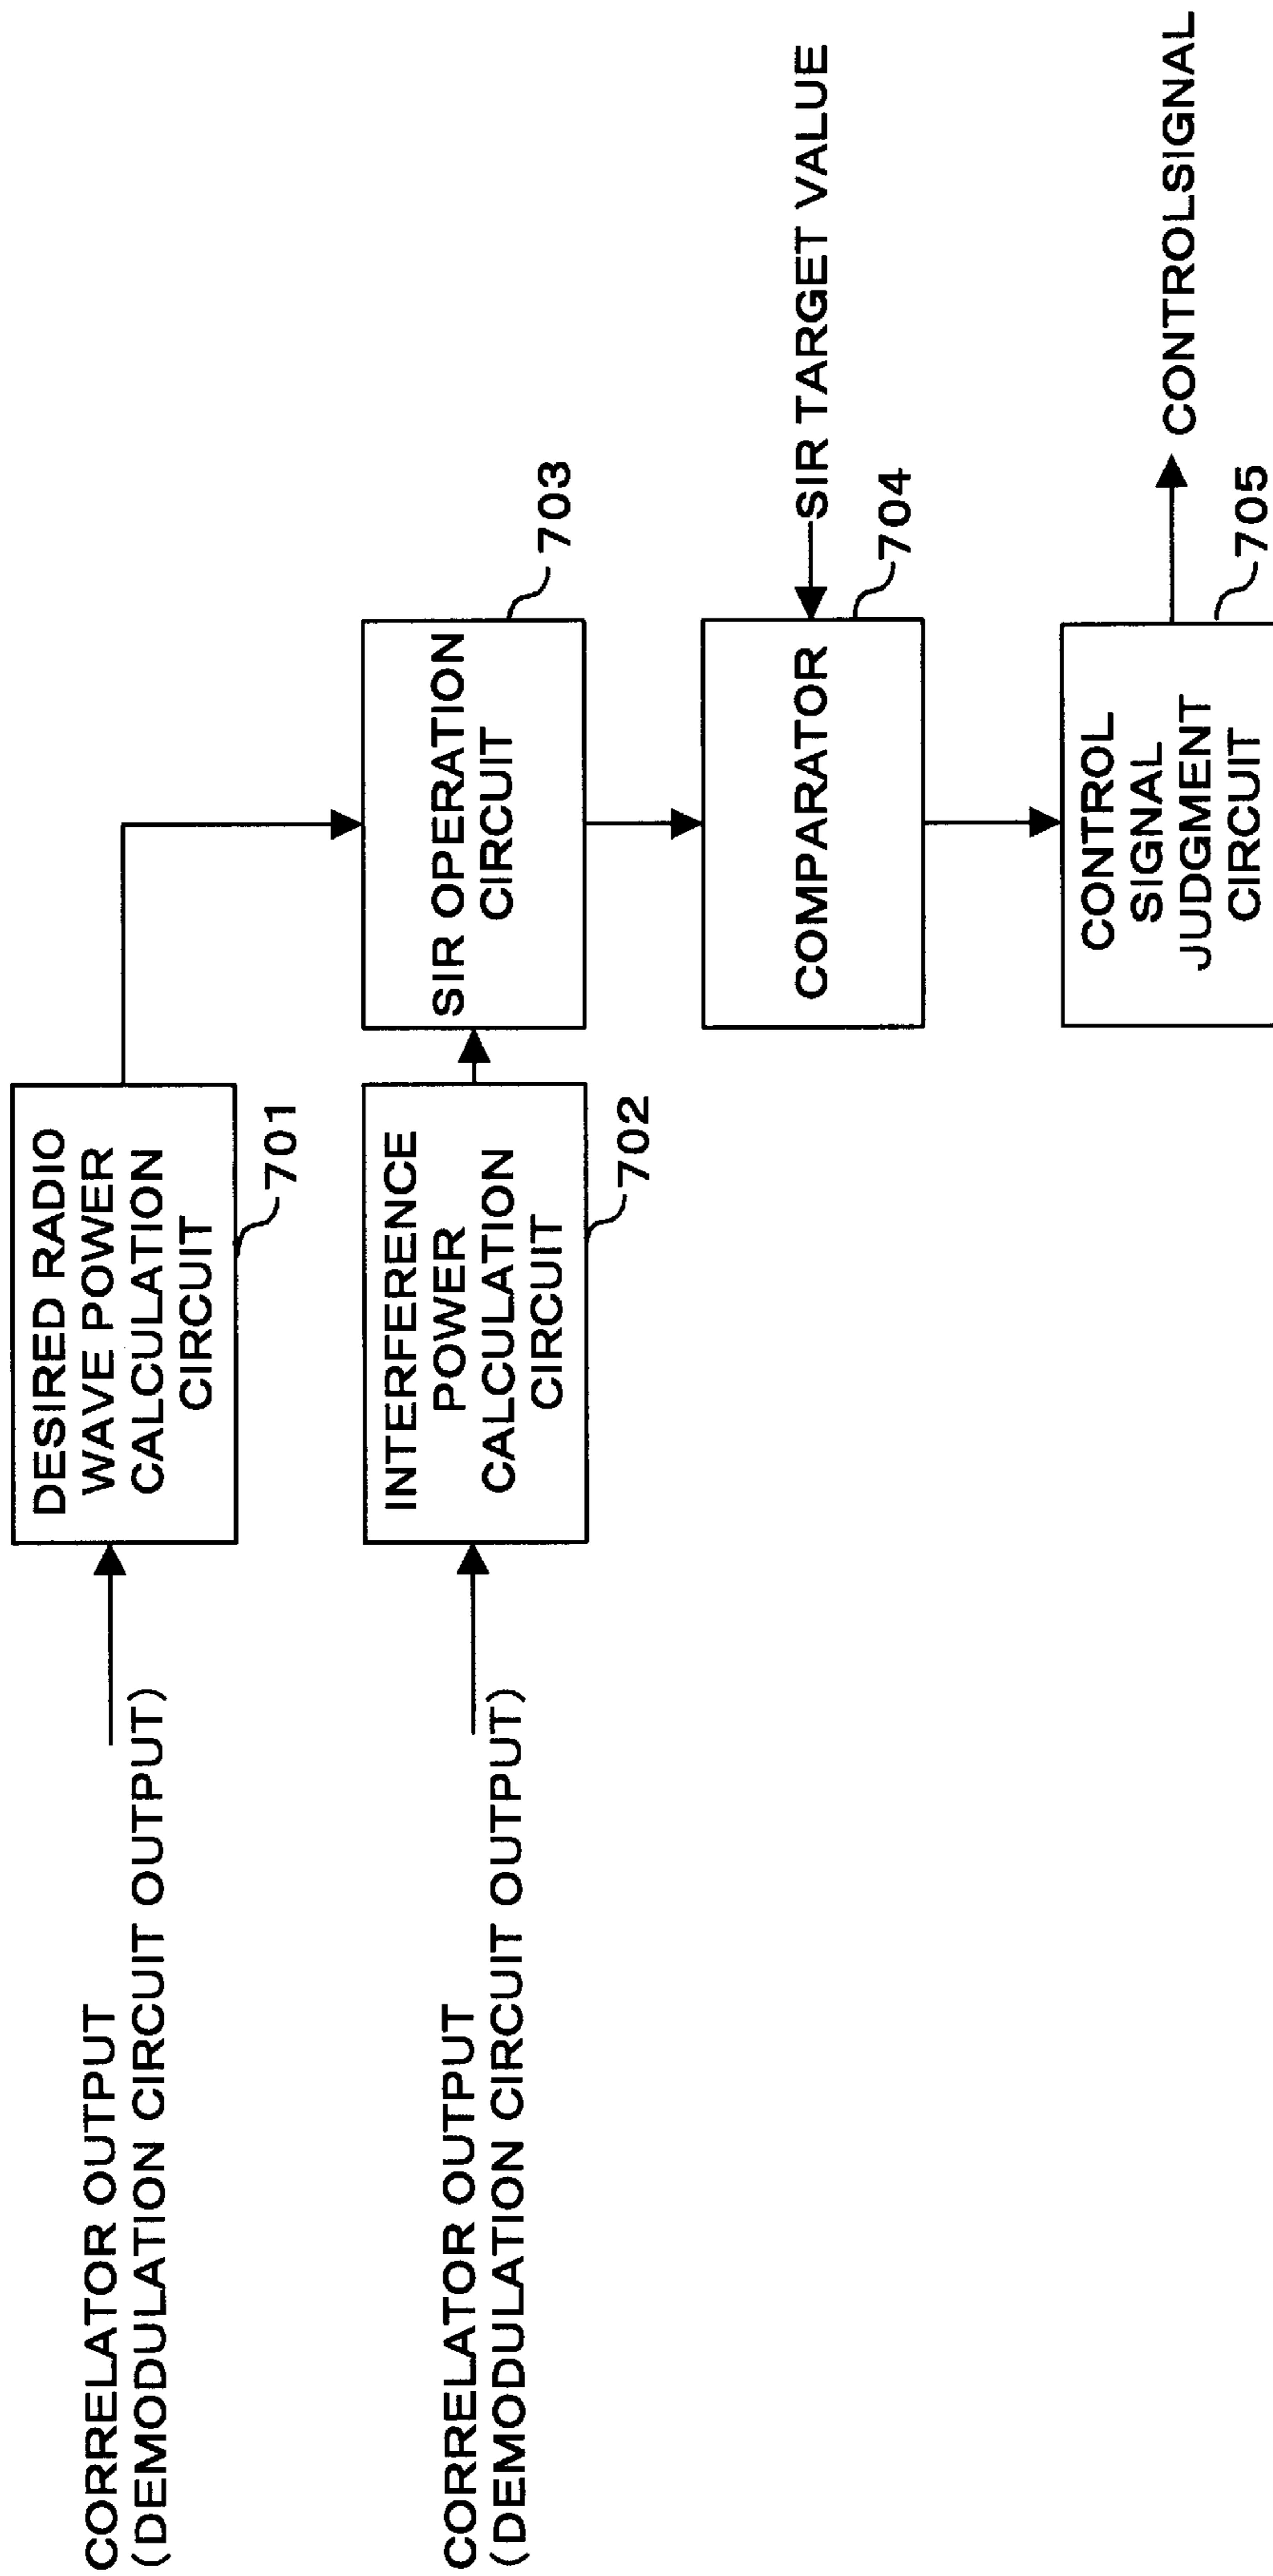 CORRELATOR OUTPUT
(DEMODULATION CIRCUIT OUTPUT)
DESIRED RADIO
WAVE POWER
CALCULATION
CIRCUIT
701
CORRELATOR OUTPUT
(DEMODULATION CIRCUIT OUTPUT)
INTERFERENCE
POWER
CALCULATION
CIRCUIT
702
SIR OPERATION
CIRCUIT
703
COMPARATOR
SIR TARGET VALUE
704
CONTROL
SIGNAL
JUDGMENT
CIRCUIT
CONTROLSIGNAL
705